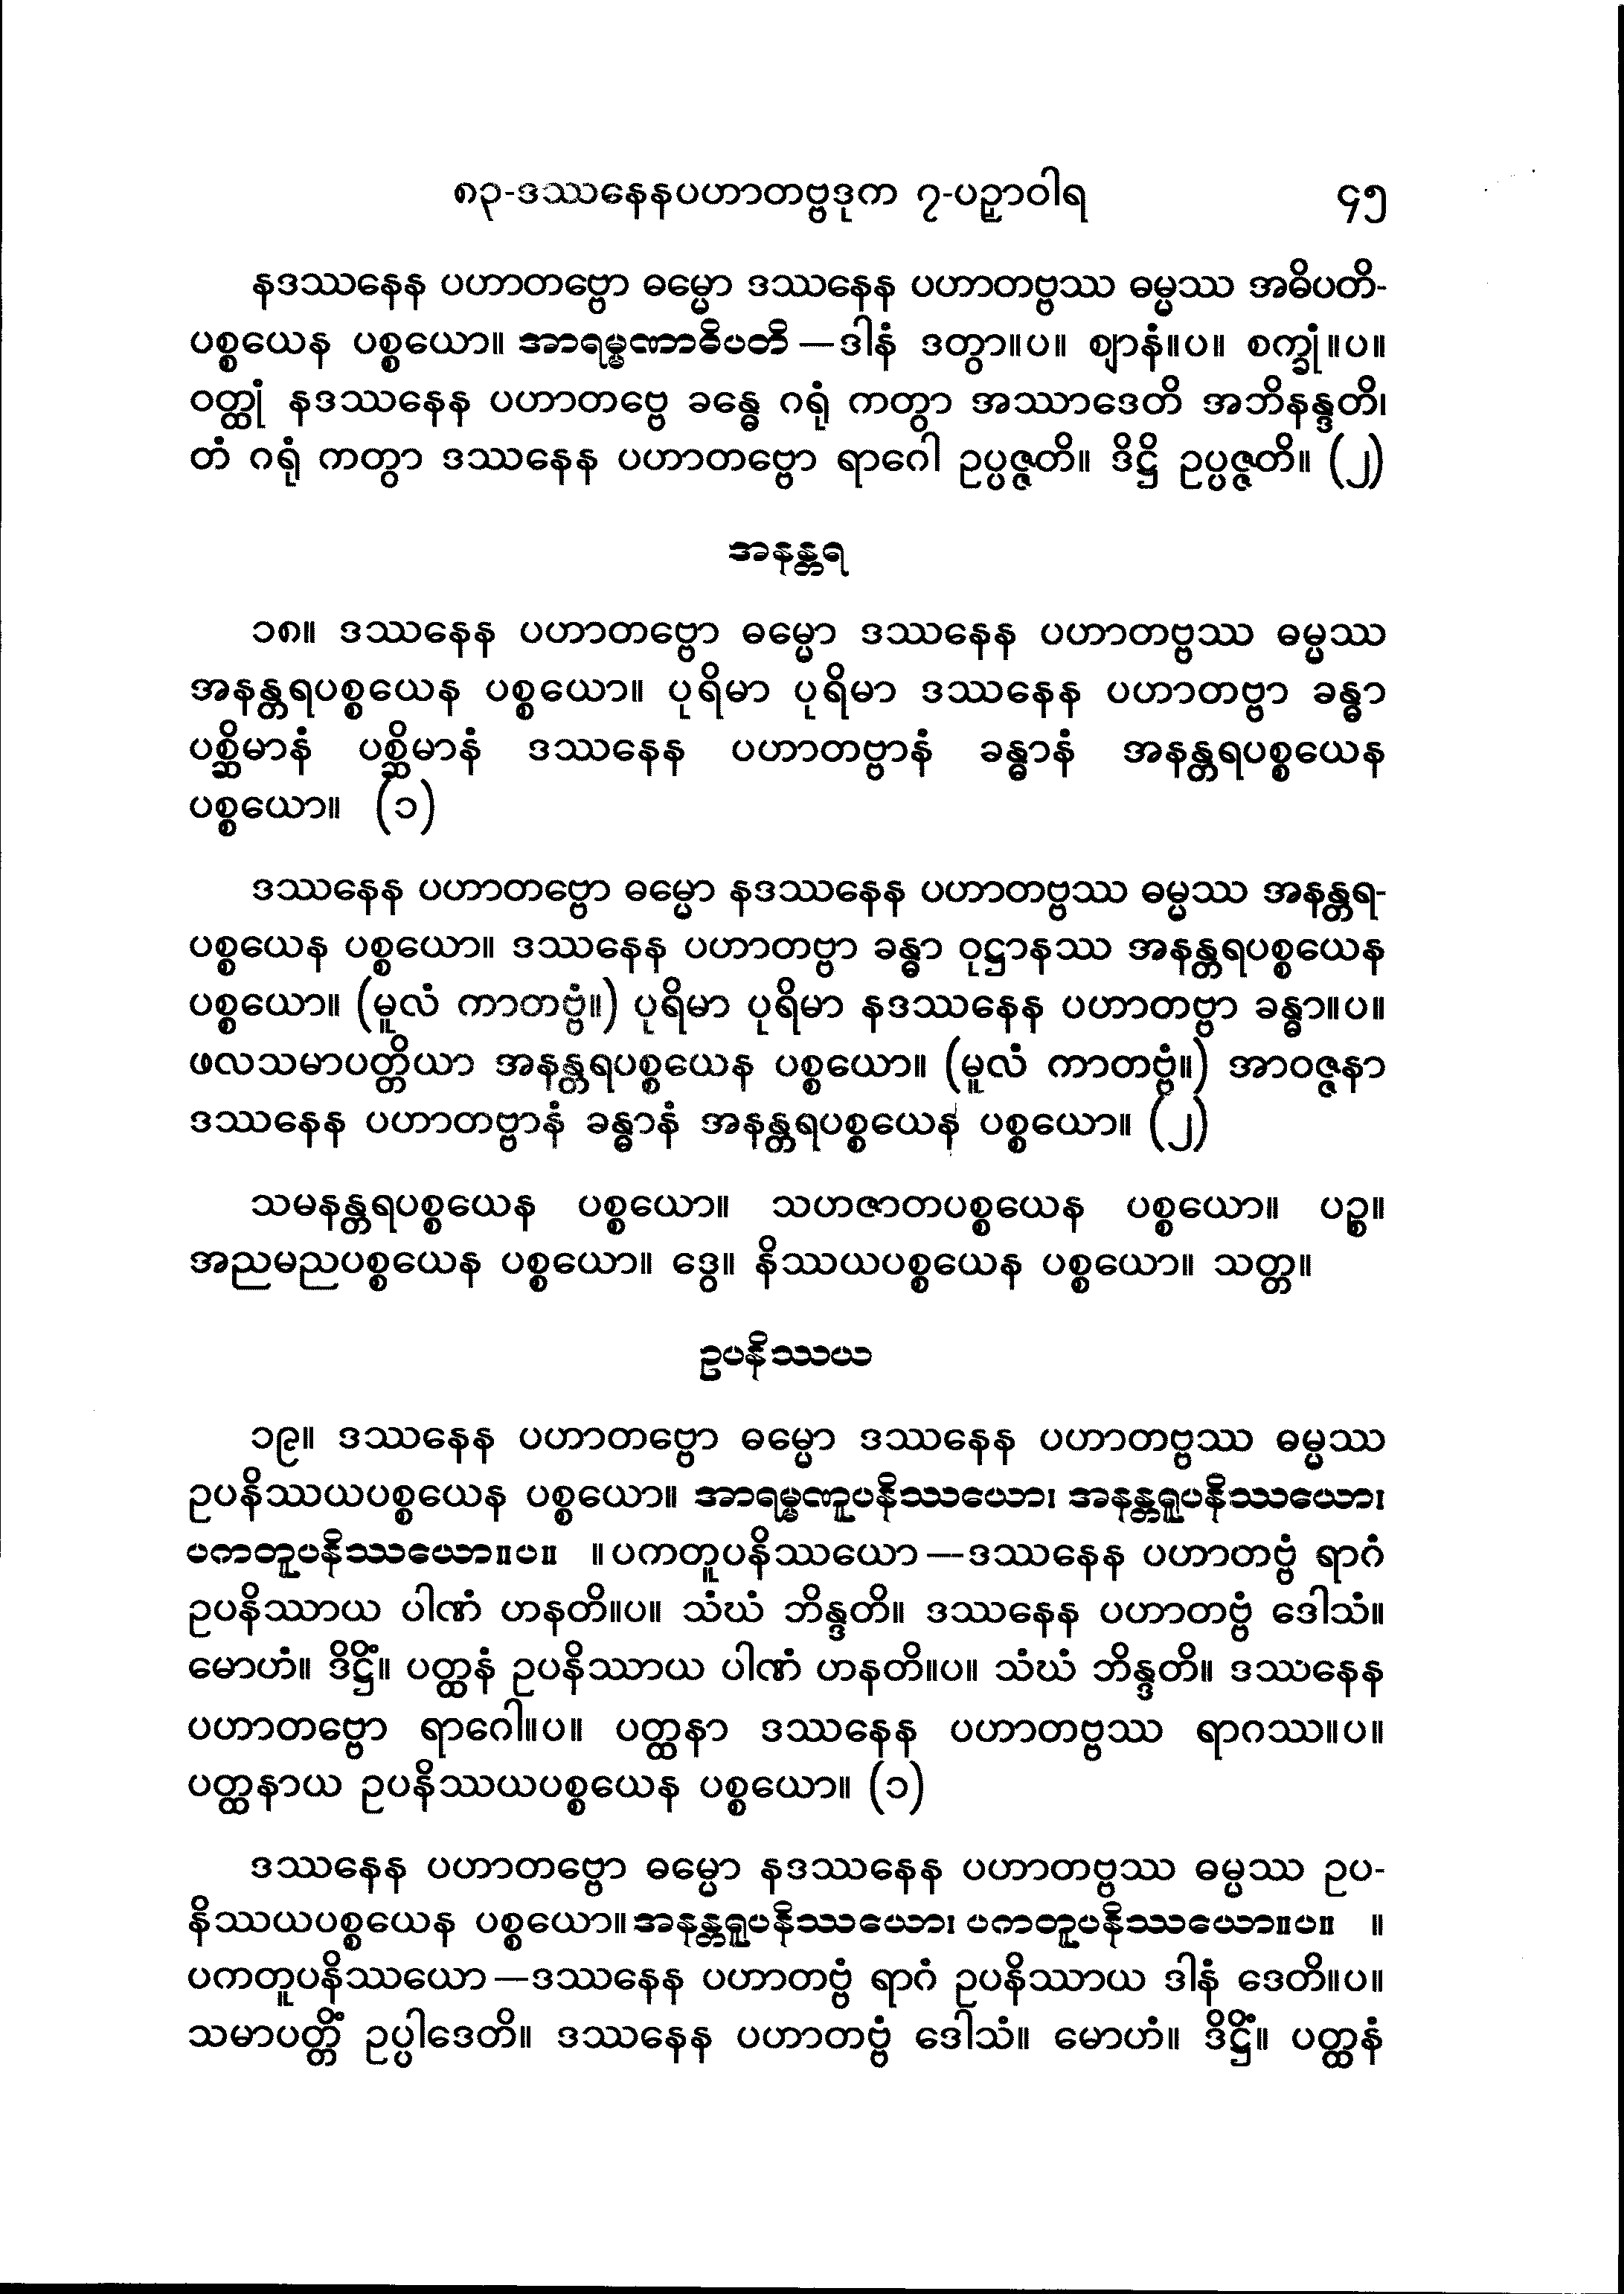 ၈၃-ဒဿနေနပဟာတဗ္ဗဒုက ၇-ပဉှာဝါရ ၄၅
နဒဿနေန ပဟာတဗ္ဗော ဓမ္မော ဒဿနေန ပဟာတဗ္ဗဿ ဓမ္မဿ အဓိပတိ-
ပစ္စယေန ပစ္စယော။ အာရမ္မဏာဓိပတိ —ဒါနံ ဒတွာ။ပ။ ဈာနံ။ပ။ စက္ခုံ။ပ။
ဝတ္ထုံ နဒဿနေန ပဟာတဗ္ဗေ ခန္ဓေ ဂရုံ ကတွာ အဿာဒေတိ အဘိနန္ဒတိ၊
တံ ဂရုံ ကတွာ ဒဿနေန ပဟာတဗ္ဗော ရာဂေါ ဥပ္ပဇ္ဇတိ။ ဒိဋ္ဌိ ဥပ္ပဇ္ဇတိ။ (၂)
အနန္တရ
၁၈။ ဒဿနေန ပဟာတဗ္ဗော ဓမ္မော ဒဿနေန ပဟာတဗ္ဗဿ ဓမ္မဿ
အနန္တရပစ္စယေန ပစ္စယော။ ပုရိမာ ပုရိမာ ဒဿနေန ပဟာတဗ္ဗာ ခန္ဓာ
ပစ္ဆိမာနံ ပစ္ဆိမာနံ ဒဿနေန ပဟာတဗ္ဗာနံ ခန္ဓာနံ အနန္တရပစ္စယေန
ပစ္စယော။ (၁)
ဒဿနေန ပဟာတဗ္ဗော ဓမ္မော နဒဿနေန ပဟာတဗ္ဗဿ ဓမ္မဿ အနန္တရ-
ပစ္စယေန ပစ္စယော။ ဒဿနေန ပဟာတဗ္ဗာ ခန္ဓာ ဝုဋ္ဌာနဿ အနန္တရပစ္စယေန
ပစ္စယော။ (မူလံ ကာတဗ္ဗံ။) ပုရိမာ ပုရိမာ နဒဿနေန ပဟာတဗ္ဗာ ခန္ဓာ။ပ။
ဖလသမာပတ္တိယာ အနန္တရပစ္စယေန ပစ္စယော။ (မူလံ ကာတဗ္ဗံ။) အာဝဇ္ဇနာ
ဒဿနေန ပဟာတဗ္ဗာနံ ခန္ဓာနံ အနန္တရပစ္စယေန ပစ္စယော။ (၂)
သမနန္တရပစ္စယေန ပစ္စယော။ သဟဇာတပစ္စယေန ပစ္စယော။ ပဉ္စ။
အညမညပစ္စယေန ပစ္စယော။ ဒွေ။ နိဿယပစ္စယေန ပစ္စယော။ သတ္တ။
ဥပနိဿယ
၁၉။ ဒဿနေန ပဟာတဗ္ဗော ဓမ္မော ဒဿနေန ပဟာတဗ္ဗဿ ဓမ္မဿ
ဥပနိဿယပစ္စယေန ပစ္စယော။ အာရမ္မဏူပနိဿယော၊ အနန္တရူပနိဿယော၊
ပကတူပနိဿယော။ပ။ ။ပကတူပနိဿယော —ဒဿနေန ပဟာတဗ္ဗံ ရာဂံ
ဥပနိဿာယ ပါဏံ ဟနတိ။ပ။ သံဃံ ဘိန္ဒတိ။ ဒဿနေန ပဟာတဗ္ဗံ ဒေါသံ။
မောဟံ။ ဒိဋ္ဌိံ။ ပတ္ထနံ ဥပနိဿာယ ပါဏံ ဟနတိ။ပ။ သံဃံ ဘိန္ဒတိ။ ဒဿနေန
ပဟာတဗ္ဗော ရာဂေါ။ပ။ ပတ္ထနာ ဒဿနေန ပဟာတဗ္ဗဿ ရာဂဿ။ပ။
ပတ္ထနာယ ဥပနိဿယပစ္စယေန ပစ္စယော။ (၁)
ဒဿနေန ပဟာတဗ္ဗော ဓမ္မော နဒဿနေန ပဟာတဗ္ဗဿ ဓမ္မဿ ဥပ-
နိဿယပစ္စယေန ပစ္စယော။ အနန္တရူပနိဿယော၊ ပကတူပနိဿယော။ပ။ ။
ပကတူပနိဿယော —ဒဿနေန ပဟာတဗ္ဗံ ရာဂံ ဥပနိဿာယ ဒါနံ ဒေတိ။ပ။
သမာပတ္တိံ ဥပ္ပါဒေတိ။ ဒဿနေန ပဟာတဗ္ဗံ ဒေါသံ။ မောဟံ။ ဒိဋ္ဌိံ။ ပတ္ထနံ